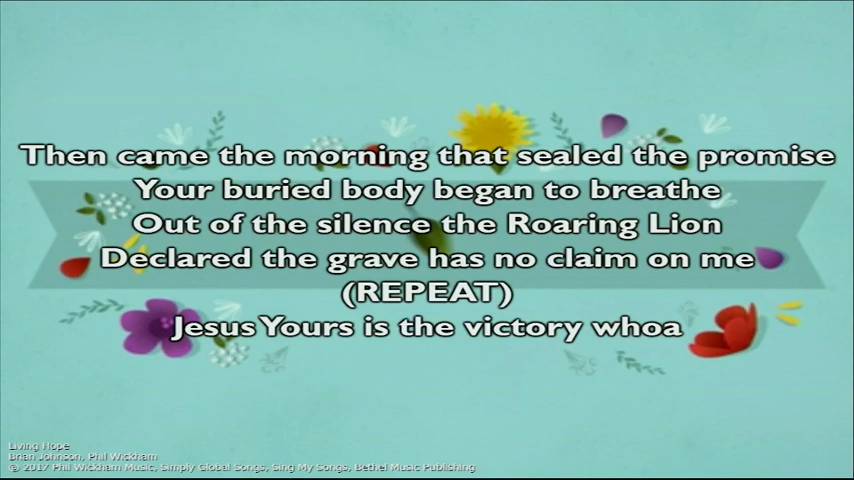 Then came the morning that sealed the promise
Your buried body began to breathe
Out of the silence the Roaring Lion
Declared the grave has no claim on me
(REPEAT)
Jesus Yours is the victory whoa
Living Hope
Brian Johnson, Phil Wickham
© 2017 Phil Wickham Music, Simply Global Songs, Sing My Songs, Bethel Music Publishing